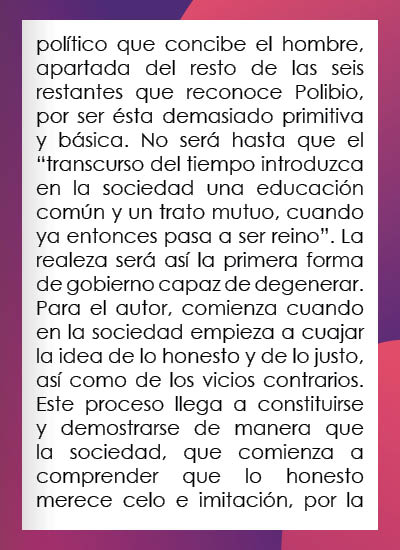 político que concibe el hombre,
apartada del resto de las seis
restantes que reconoce Polibio,
por ser ésta demasiado primitiva
y básica. No será hasta que el
“transcurso del tiempo introduzca
en la sociedad una educación
común y un trato mutuo, cuando
ya entonces pasa a ser reino”. La
realeza será así la primera forma
de gobierno capaz de degenerar.
Para el autor, comienza cuando
en la sociedad empieza a cuajar
la idea de lo honesto y de lo justo,
así como de los vicios contrarios.
Este proceso llega a constituirse
y demostrarse de manera que
la sociedad, que comienza a
comprender que lo honesto
merece celo e imitación, por la